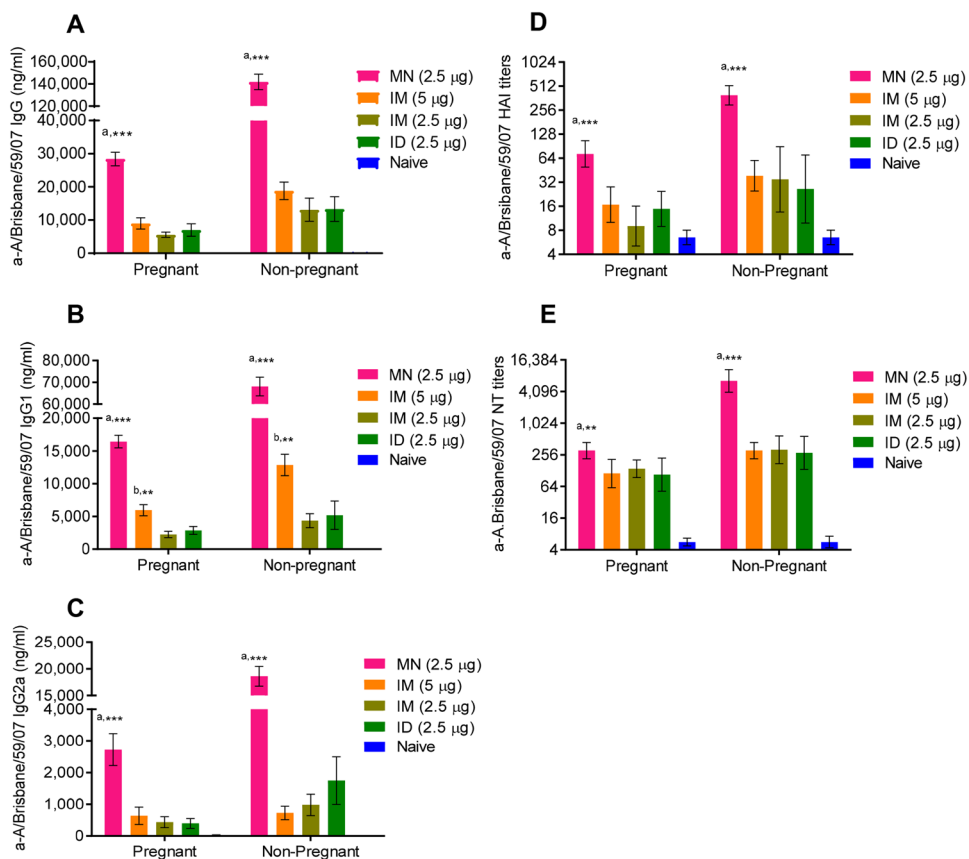 A
a-A/Brisbane/59/07 IgG (ng/ml)
160,000
140,000
120,000
100,000
40,000
30,000
20,000
10,000
0
a,***
a,***
Pregnant
Non-pregnant
MN (2.5 µg)
IM (5 µg)
IM (2.5 µg)
ID (2.5 µg)
Naive
B
a-A/Brisbane/59/07 IgG1 (ng/ml)
80,000
70,000
60,000
20,000
15,000
10,000
5,000
0
a,***
b,**
a,***
b,**
Pregnant
Non-pregnant
MN (2.5 µg)
IM (5 µg)
IM (2.5 µg)
ID (2.5 µg)
Naive
C
a-A/Brisbane/59/07 IgG2a (ng/ml)
25,000
20,000
15,000
10,000
4,000
3,000
2,000
1,000
0
a,***
a,***
Pregnant
Non-Pregnant
MN (2.5 µg)
IM (5 µg)
IM (2.5 µg)
ID (2.5 µg)
Naive
D
a-A/Brsibane/59/07 HAI titers
1024
512
256
128
64
32
16
8
4
a,***
a,***
Pregnant
Non-Pregnant
MN (2.5 µg)
IM (5 µg)
IM (2.5 µg)
ID (2.5 µg)
Naive
E
a-A.Brisbane/59/07 NT titers
16,384
4,096
1,024
256
64
16
4
a,**
a,***
Pregnant
Non-Pregnant
MN (2.5 µg)
IM (5 µg)
IM (2.5 µg)
ID (2.5 µg)
Naive